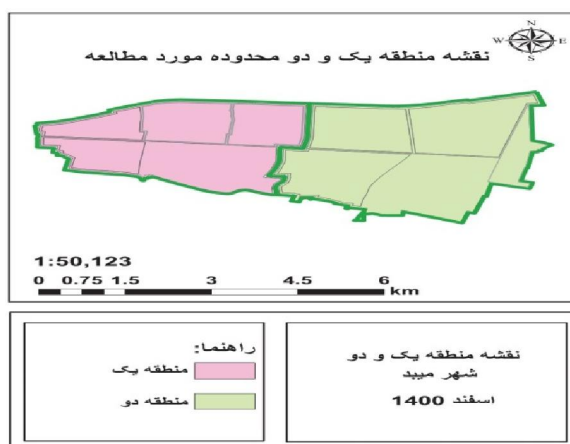 نقشه منطقه یک و دو محدوده مورد مطالعه
N
W E
S
1:50,123
0 0.75 1.5 3 4.5 6
km
راهنما:
منطقه یک
منطقه دو
نقشه منطقه یک و دو
شهر میبد
اسفند 1400